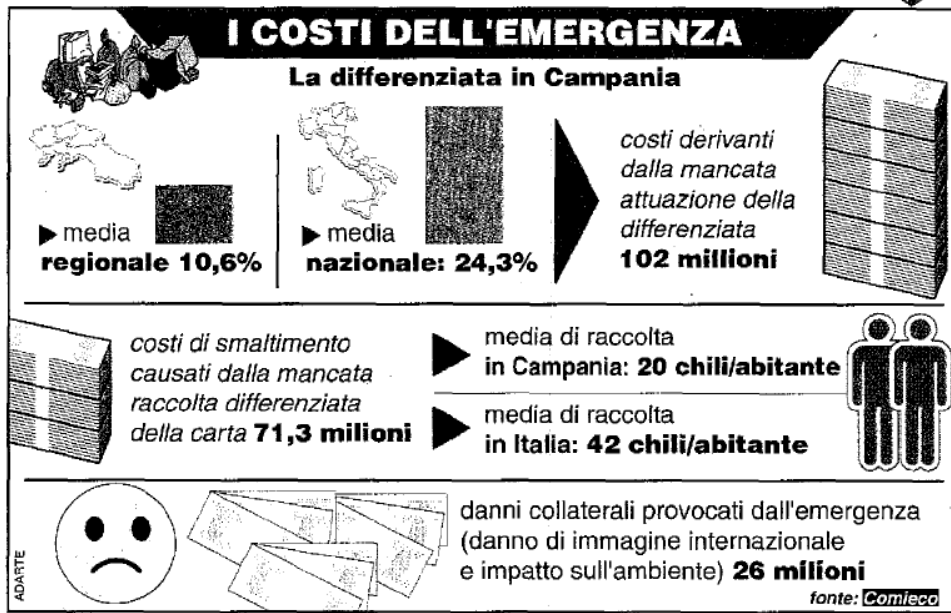 I COSTI DELL'EMERGENZA
La differenziata in Campania
▶ media
regionale 10,6%
▶ media
nazionale: 24,3%
costi derivanti
dalla mancata
attuazione della
differenziata
102 millioni
costi di smaltimento
causati dalla mancata
raccolta differenziata
della carta 71,3 milioni
media di raccolta
in Campania: 20 chili/abitante
media di raccolta
in Italia: 42 chili/abitante
danni collaterali provocati dall'emergenza
(danno di immagine internazionale
e impatto sull'ambiente) 26 milioni
fonte: Comieco
ADARTE